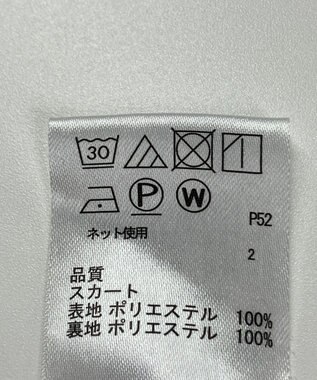 30
P W
P52
ネット使用
2
品質
スカート
表地 ポリエステル 100%
裏地 ポリエステル 100%